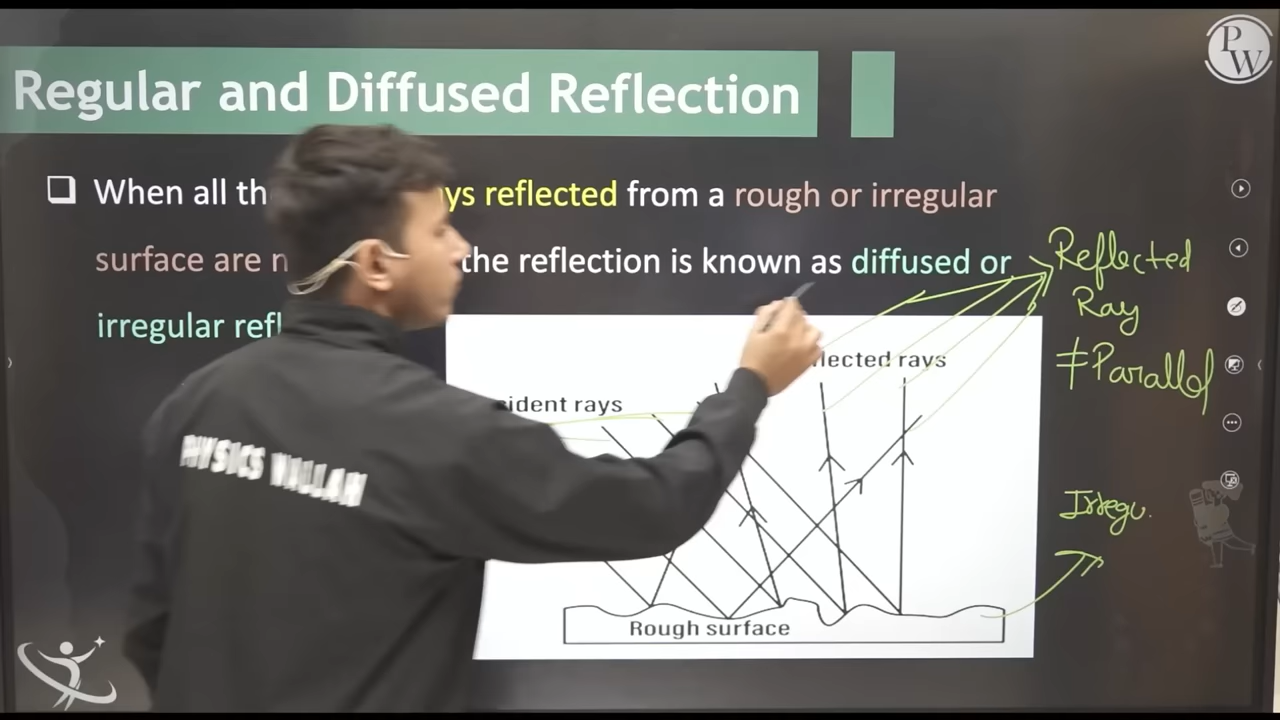 PW
Regular and Diffused Reflection
When all th ys reflected from a rough or irregular
surface are n the reflection is known as diffused or
irregular refl
Reflected
Ray
≠Parallel
lected rays
ident rays
Irregu.
Rough surface
PHYSICS WALLAH